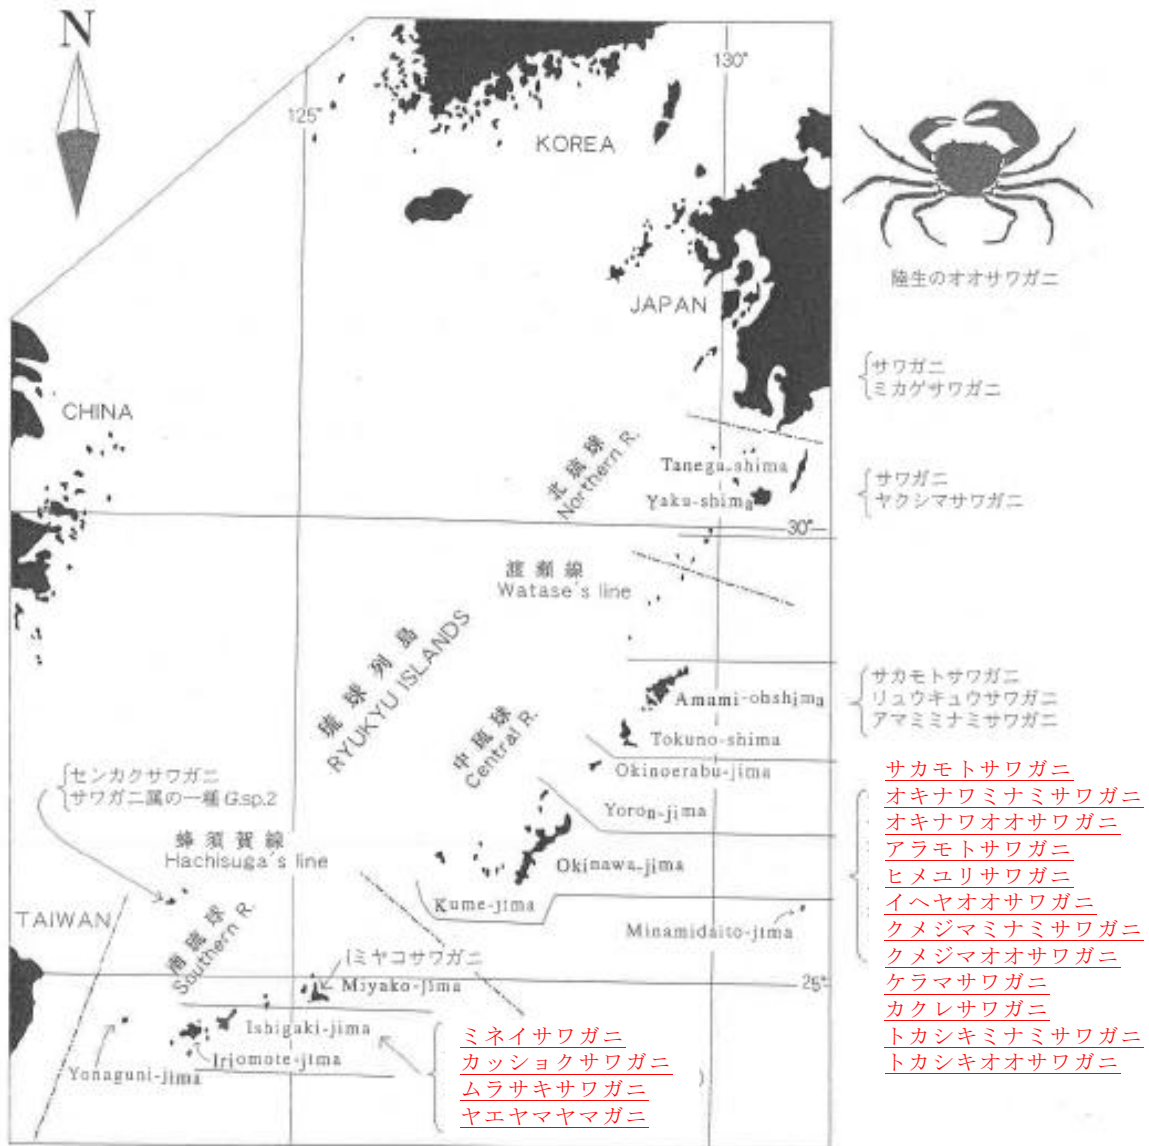 N
130°
125°
KOREA
陸生のオオサワガニ
JAPAN
サワガニ
ミカゲサワガニ
CHINA
北琉球
Northern R.
Tanega-shima
Yaku-shima
サワガニ
ヤクシマサワガニ
30°
渡瀬線
Watase's line
琉球列島
RYUKYU ISLANDS
サカモトサワガニ
リュウキュウサワガニ
アマミミナミサワガニ
Amami-ohshima
中琉球
Central R.
Tokuno-shima
Okinoerabu-jima
センカクサワガニ
サワガニ属の一種 G.sp.2
Yoron-jima
蜂須賀線
Hachisuga's line
Okinawa-jima
サカモトサワガニ
オキナワミナミサワガニ
オキナワオオサワガニ
アラモトサワガニ
ヒメユリサワガニ
イヘヤオオサワガニ
クメジマミナミサワガニ
クメジマオオサワガニ
ケラマサワガニ
カクレサワガニ
トカシキミナミサワガニ
トカシキオオサワガニ
Kume-jima
TAIWAN
Minamidaito-jima
南琉球
Southern R.
ミヤコサワガニ
Miyako-jima
25°
Ishigaki-jima
Iriomote-jima
Yonaguni-jima
ミネイサワガニ
カッショクサワガニ
ムラサキサワガニ
ヤエヤマヤマガニ